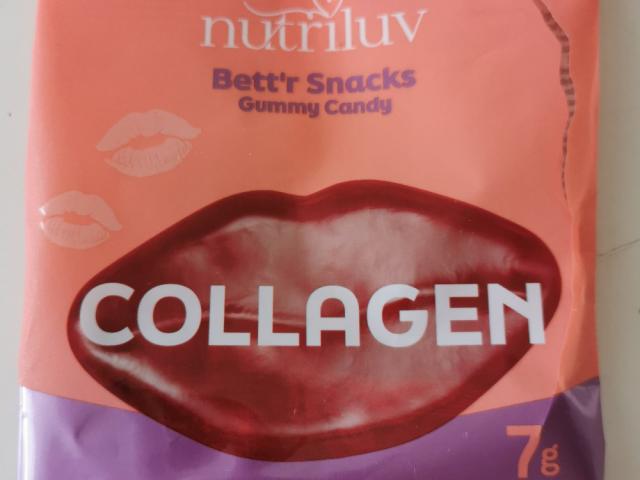 nutriluv
Bett'r Snacks
Gummy Candy
COLLAGEN
7g